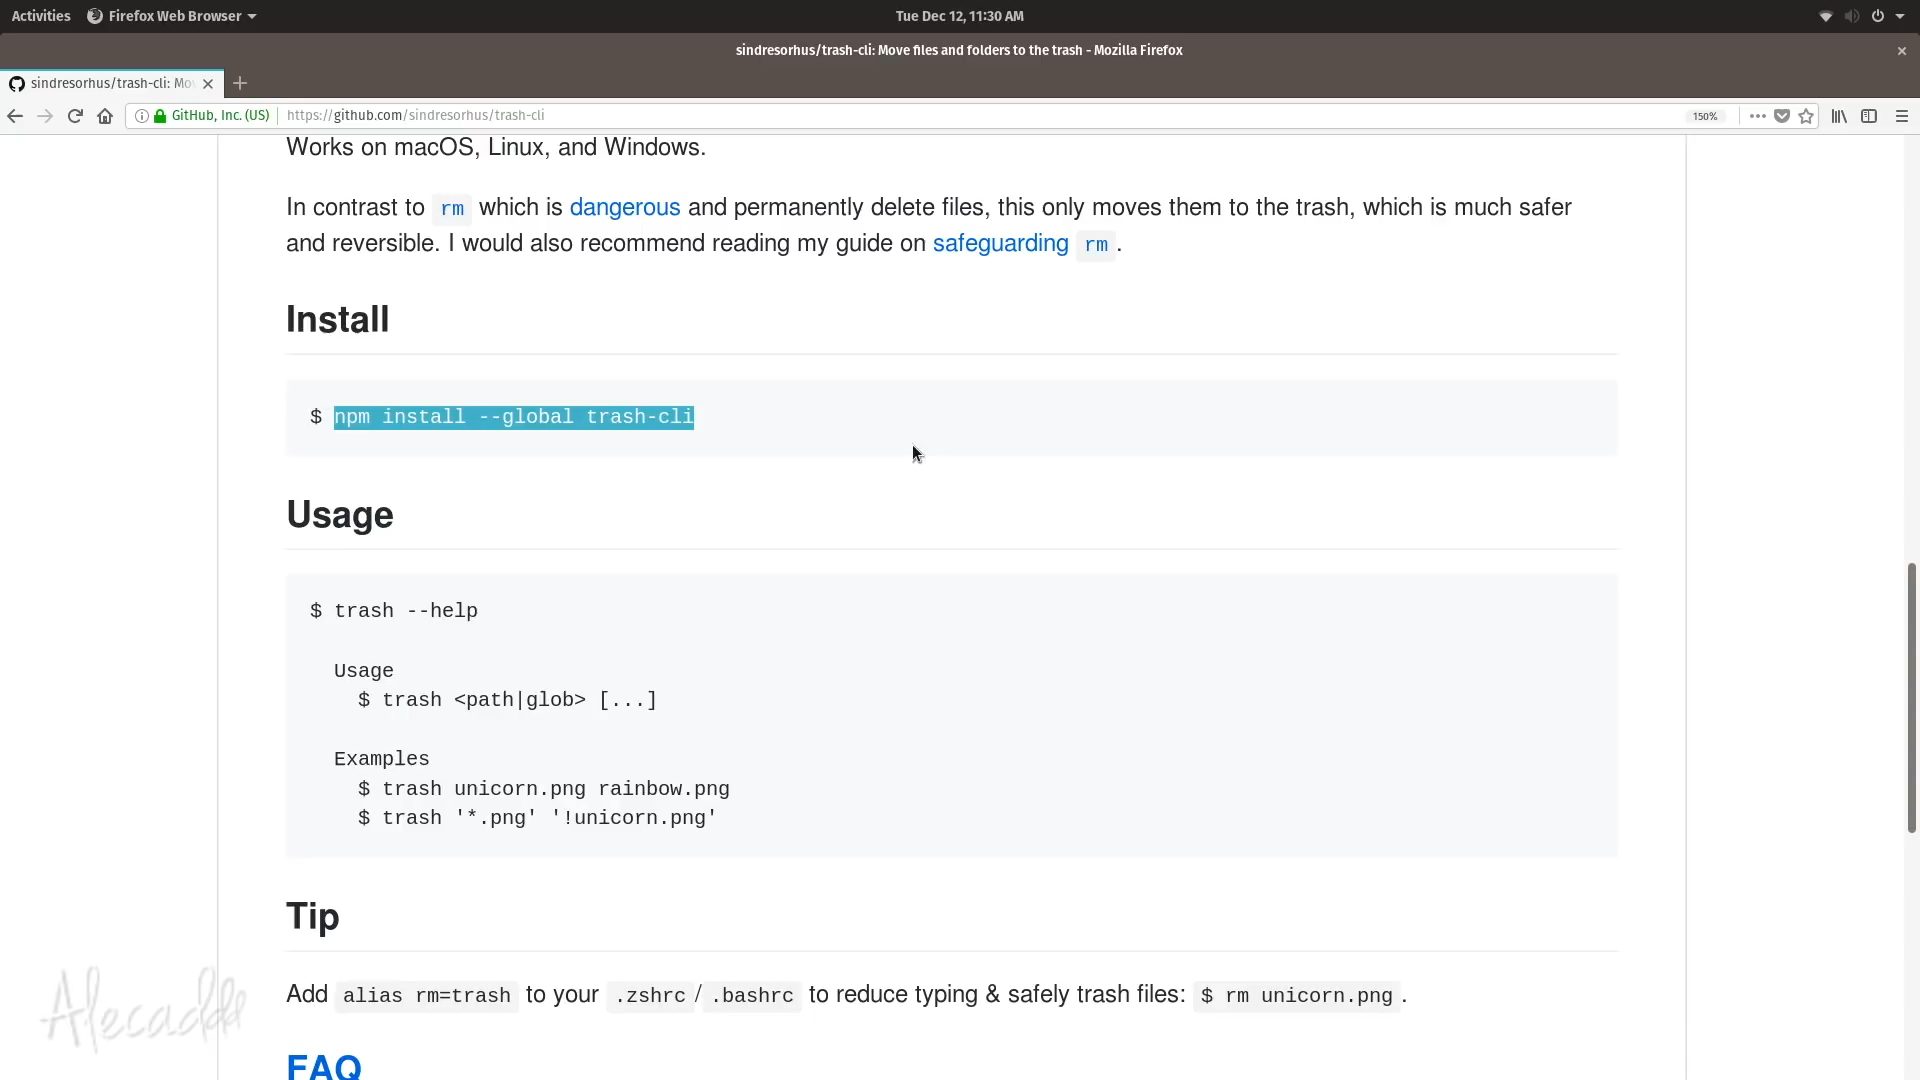 Activities Firefox Web Browser Tue Dec 12, 11:30 AM
sindresorhus/trash-cli: Move files and folders to the trash - Mozilla Firefox
sindresorhus/trash-cli: Mo
GitHub, Inc. (US) https://github.com/sindresorhus/trash-cli 150%
Works on macOS, Linux, and Windows.
In contrast to rm which is dangerous and permanently delete files, this only moves them to the trash, which is much safer
and reversible. I would also recommend reading my guide on safeguarding rm.
Install
$ npm install --global trash-cli
Usage
$ trash --help
Usage
$ trash <path|glob> [...]
Examples
$ trash unicorn.png rainbow.png
$ trash '*.png' '!unicorn.png'
Tip
Add alias rm=trash to your .zshrc/ .bashrc to reduce typing & safely trash files: $ rm unicorn.png.
Alecaddd
FAQ